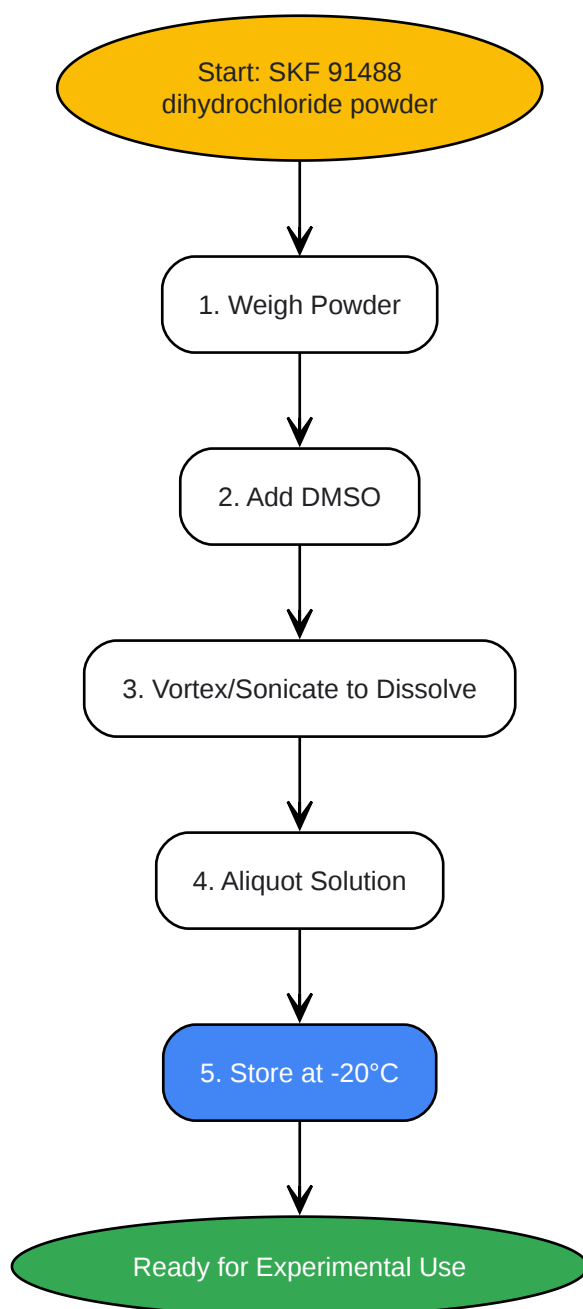 Start: SKF 91488
dihydrochloride powder
1. Weigh Powder
2. Add DMSO
3. Vortex/Sonicate to Dissolve
4. Aliquot Solution
5. Store at -20°C
Ready for Experimental Use